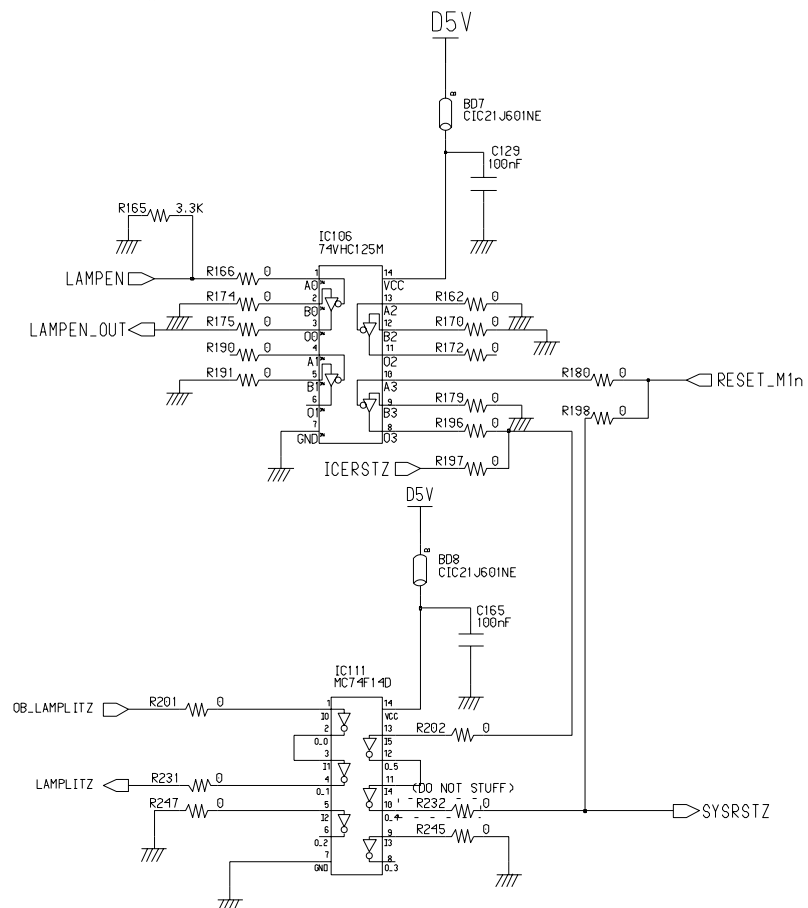 D5V
BD7
CIC21J601NE
C129
100nF
R165 3.3K
IC106
74VHC125M
LAMPEN R166 0 1 A0 14 VCC
R174 0 2 B0 13 A2 R162 0
LAMPEN_OUT R175 0 3 O0 12 B2 R170 0
R190 0 4 A1 11 O2 R172 0
R191 0 5 B1 10 A3 R180 0 RESET_M1n
6 O1 9 B3 R179 0 R198 0
7 GND 8 O3 R196 0
ICERSTZ R197 0
D5V
BD8
CIC21J601NE
C165
100nF
IC111
MC74F14D
OB_LAMPLITZ R201 0 1 I0 14 VCC
2 O_0 13 I5 R202 0
3 I1 12 O_5
LAMPLITZ R231 0 4 O_1 11 I4 (DO NOT STUFF)
R247 0 5 I2 10 O_4 R232 0 SYSRSTZ
6 O_2 9 I3 R245 0
7 GND 8 O_3